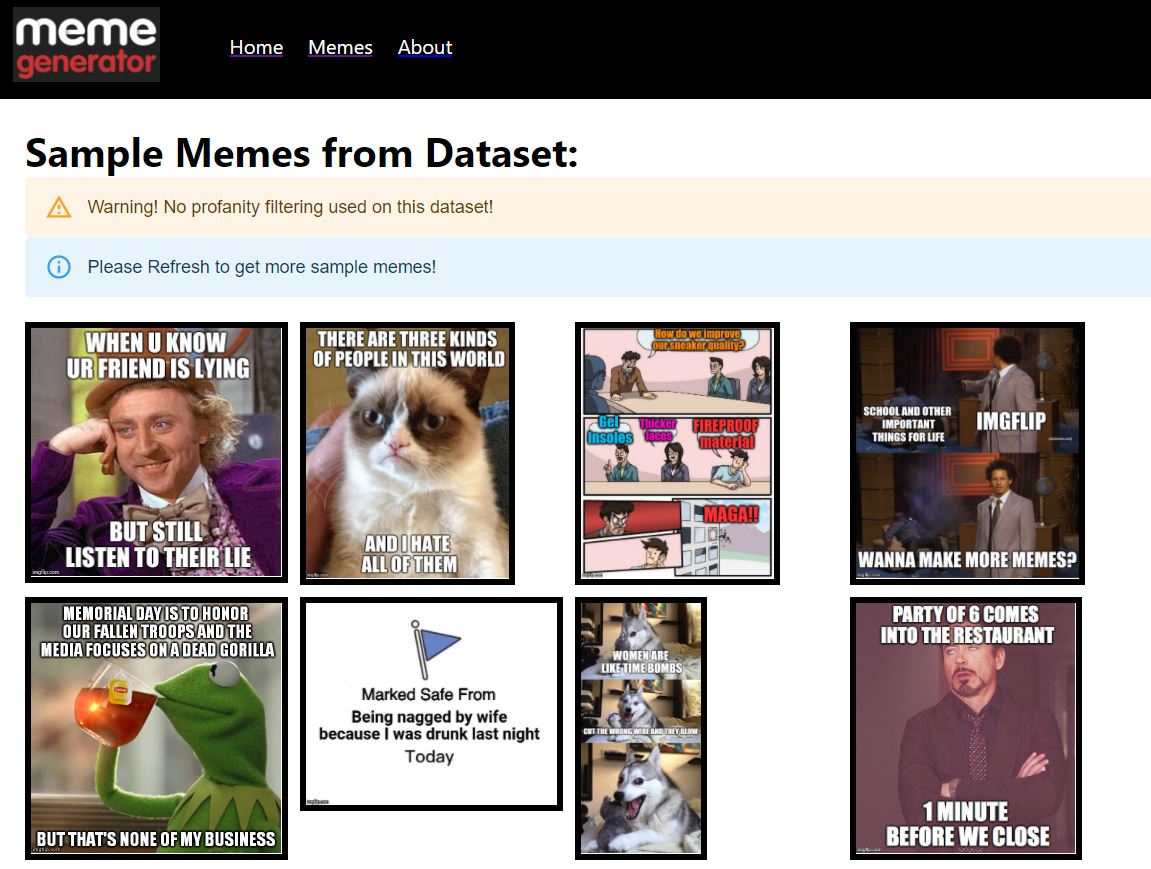 meme
generator
Home Memes About
Sample Memes from Dataset:
Warning! No profanity filtering used on this dataset!
Please Refresh to get more sample memes!
WHEN U KNOW
UR FRIEND IS LYING
BUT STILL
LISTEN TO THEIR LIE
imgflip.com
THERE ARE THREE KINDS
OF PEOPLE IN THIS WORLD
AND I HATE
ALL OF THEM
How do we improve
our sneaker quality?
Gel
Insoles
Thicker
laces
FIREPROOF
material
MAGA!!
SCHOOL AND OTHER
IMPORTANT
THINGS FOR LIFE
IMGFLIP
WANNA MAKE MORE MEMES?
MEMORIAL DAY IS TO HONOR
OUR FALLEN TROOPS AND THE
MEDIA FOCUSES ON A DEAD GORILLA
BUT THAT'S NONE OF MY BUSINESS
imgflip.com
Marked Safe From
Being nagged by wife
because I was drunk last night
Today
WOMEN ARE
LIKE TIME BOMBS
CUT THE WRONG WIRE AND THEY BLOW
PARTY OF 6 COMES
INTO THE RESTAURANT
1 MINUTE
BEFORE WE CLOSE